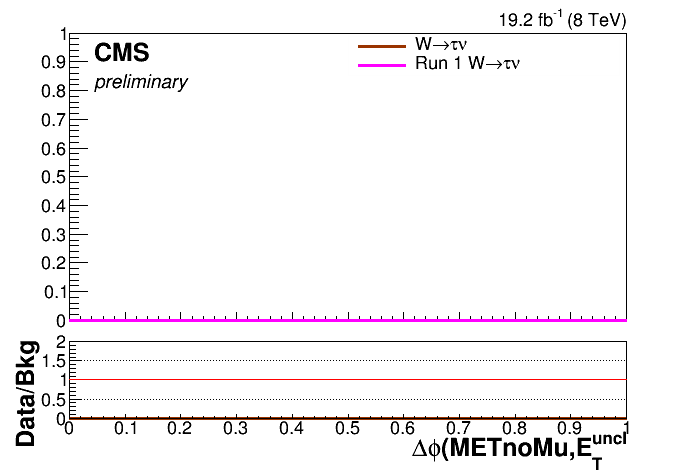 19.2 fb⁻¹ (8 TeV)
CMS
preliminary
W→τν
Run 1 W→τν
1
0.9
0.8
0.7
0.6
0.5
0.4
0.3
0.2
0.1
0
0 0.1 0.2 0.3 0.4 0.5 0.6 0.7 0.8 0.9 1
2
1.5
1
0.5
0
Data/Bkg
Δϕ(METnoMu,E_T^uncl